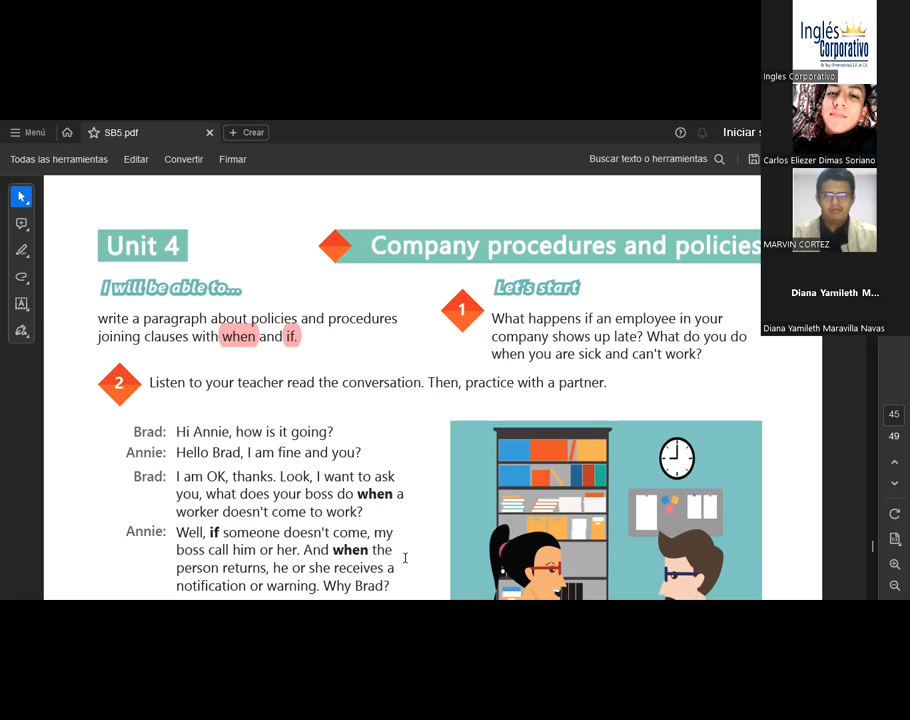 Inglés
Corporativo
Ingles Corporativo
Menú
SB5.pdf
Crear
Iniciar s
Todas las herramientas
Editar
Convertir
Firmar
Buscar texto o herramientas
Carlos Eliezer Dimas Soriano
MARVIN CORTEZ
Diana Yamileth M...
Diana Yamileth Maravilla Navas
Unit 4
Company procedures and policies
I will be able to...
write a paragraph about policies and procedures
joining clauses with when and if.
Let's start
1
What happens if an employee in your
company shows up late? What do you do
when you are sick and can't work?
2
Listen to your teacher read the conversation. Then, practice with a partner.
Brad: Hi Annie, how is it going?
Annie: Hello Brad, I am fine and you?
Brad: I am OK, thanks. Look, I want to ask
you, what does your boss do when a
worker doesn't come to work?
Annie: Well, if someone doesn't come, my
boss call him or her. And when the
person returns, he or she receives a
notification or warning. Why Brad?
45
49